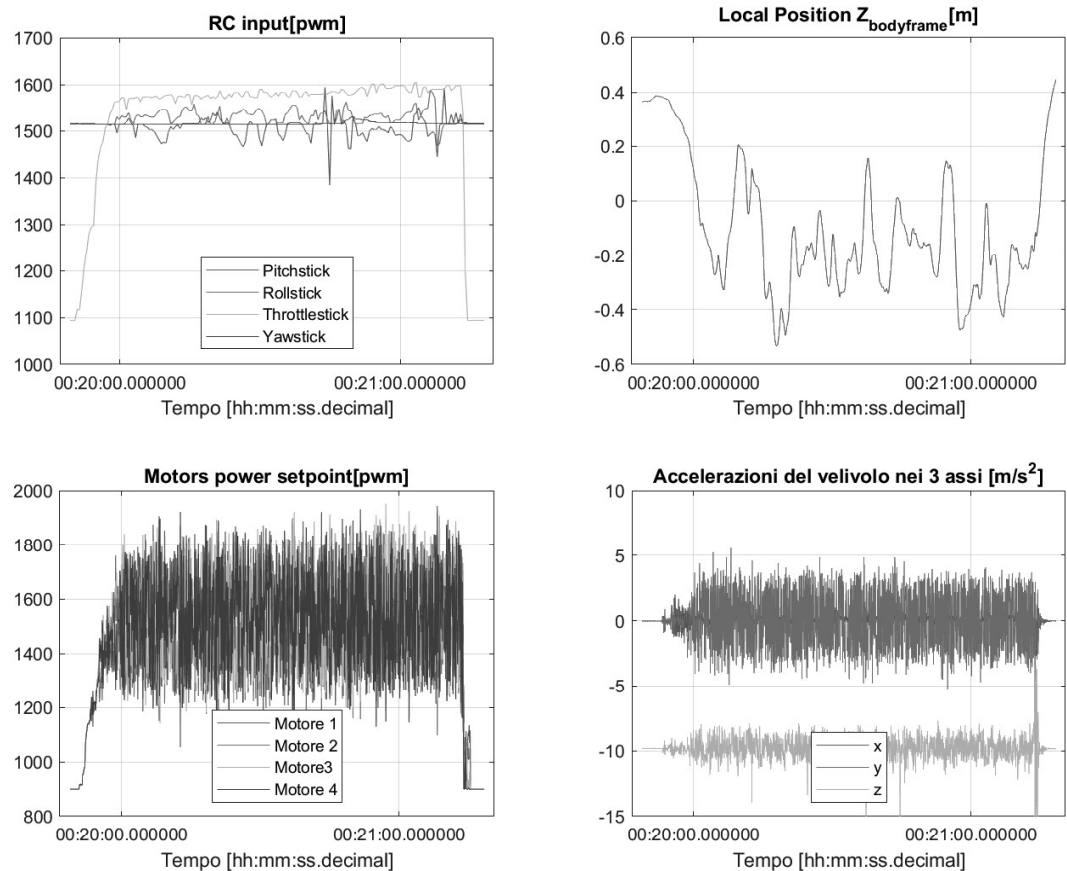 RC input[pwm]
1700
1600
1500
1400
1300
1200
1100
1000
Pitchstick
Rollstick
Throttlestick
Yawstick
00:20:00.000000
00:21:00.000000
Tempo [hh:mm:ss.decimal]
Local Position Z bodyframe[m]
0.6
0.4
0.2
0
-0.2
-0.4
-0.6
00:20:00.000000
00:21:00.000000
Tempo [hh:mm:ss.decimal]
Motors power setpoint[pwm]
2000
1800
1600
1400
1200
1000
800
Motore 1
Motore 2
Motore3
Motore 4
00:20:00.000000
00:21:00.000000
Tempo [hh:mm:ss.decimal]
Accelerazioni del velivolo nei 3 assi [m/s²]
10
5
0
-5
-10
-15
x
y
z
00:20:00.000000
00:21:00.000000
Tempo [hh:mm:ss.decimal]